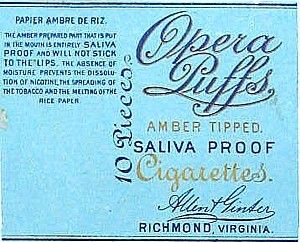 PAPIER AMBRE DE RIZ.
THE AMBER PREPARED PART THAT IS PUT
IN THE MOUTH IS ENTIRELY SALIVA
PROOF AND WILL NOT STICK
TO THE LIPS. THE ABSENCE OF
MOISTURE PREVENTS THE DISSOLU-
TION OF NICOTINE, THE SPREADING OF
THE TOBACCO AND THE MELTING OF THE
RICE PAPER.
10 Pieces.
Opera
Puffs.
AMBER TIPPED.
SALIVA PROOF
Cigarettes.
Allen & Ginter
RICHMOND, VIRGINIA.